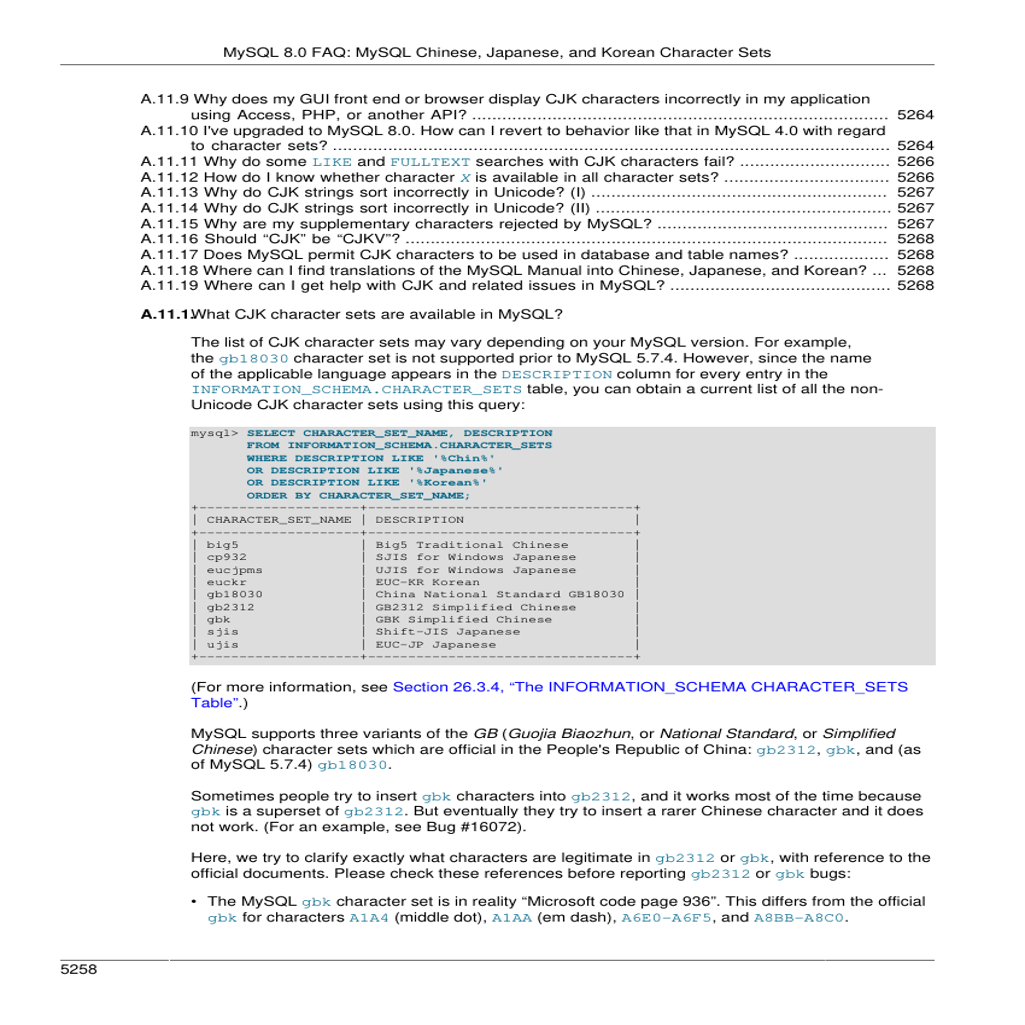 MySQL 8.0 FAQ: MySQL Chinese, Japanese, and Korean Character Sets
A.11.9 Why does my GUI front end or browser display CJK characters incorrectly in my application
using Access, PHP, or another API? .................................................................................. 5264
A.11.10 I've upgraded to MySQL 8.0. How can I revert to behavior like that in MySQL 4.0 with regard
to character sets? .............................................................................................................. 5264
A.11.11 Why do some LIKE and FULLTEXT searches with CJK characters fail? .............................. 5266
A.11.12 How do I know whether character X is available in all character sets? ................................. 5266
A.11.13 Why do CJK strings sort incorrectly in Unicode? (I) ........................................................... 5267
A.11.14 Why do CJK strings sort incorrectly in Unicode? (II) .......................................................... 5267
A.11.15 Why are my supplementary characters rejected by MySQL? .............................................. 5267
A.11.16 Should “CJK” be “CJKV”? ............................................................................................... 5268
A.11.17 Does MySQL permit CJK characters to be used in database and table names? ................... 5268
A.11.18 Where can I find translations of the MySQL Manual into Chinese, Japanese, and Korean? ... 5268
A.11.19 Where can I get help with CJK and related issues in MySQL? ............................................ 5268
A.11.1.What CJK character sets are available in MySQL?
The list of CJK character sets may vary depending on your MySQL version. For example,
the gb18030 character set is not supported prior to MySQL 5.7.4. However, since the name
of the applicable language appears in the DESCRIPTION column for every entry in the
INFORMATION_SCHEMA.CHARACTER_SETS table, you can obtain a current list of all the non-
Unicode CJK character sets using this query:
mysql> SELECT CHARACTER_SET_NAME, DESCRIPTION
FROM INFORMATION_SCHEMA.CHARACTER_SETS
WHERE DESCRIPTION LIKE '%Chin%'
OR DESCRIPTION LIKE '%Japanese%'
OR DESCRIPTION LIKE '%Korean%'
ORDER BY CHARACTER_SET_NAME;
+--------------------+---------------------------------+
| CHARACTER_SET_NAME | DESCRIPTION                     |
+--------------------+---------------------------------+
| big5               | Big5 Traditional Chinese        |
| cp932              | SJIS for Windows Japanese       |
| eucjpms            | UJIS for Windows Japanese       |
| euckr              | EUC-KR Korean                   |
| gb18030            | China National Standard GB18030 |
| gb2312             | GB2312 Simplified Chinese       |
| gbk                | GBK Simplified Chinese          |
| sjis               | Shift-JIS Japanese              |
| ujis               | EUC-JP Japanese                 |
+--------------------+---------------------------------+
(For more information, see Section 26.3.4, “The INFORMATION_SCHEMA CHARACTER_SETS
Table”.)
MySQL supports three variants of the GB (Guojia Biaozhun, or National Standard, or Simplified
Chinese) character sets which are official in the People's Republic of China: gb2312, gbk, and (as
of MySQL 5.7.4) gb18030.
Sometimes people try to insert gbk characters into gb2312, and it works most of the time because
gbk is a superset of gb2312. But eventually they try to insert a rarer Chinese character and it does
not work. (For an example, see Bug #16072).
Here, we try to clarify exactly what characters are legitimate in gb2312 or gbk, with reference to the
official documents. Please check these references before reporting gb2312 or gbk bugs:
• The MySQL gbk character set is in reality “Microsoft code page 936”. This differs from the official
gbk for characters A1A4 (middle dot), A1AA (em dash), A6E0-A6F5, and A8BB-A8C0.
5258